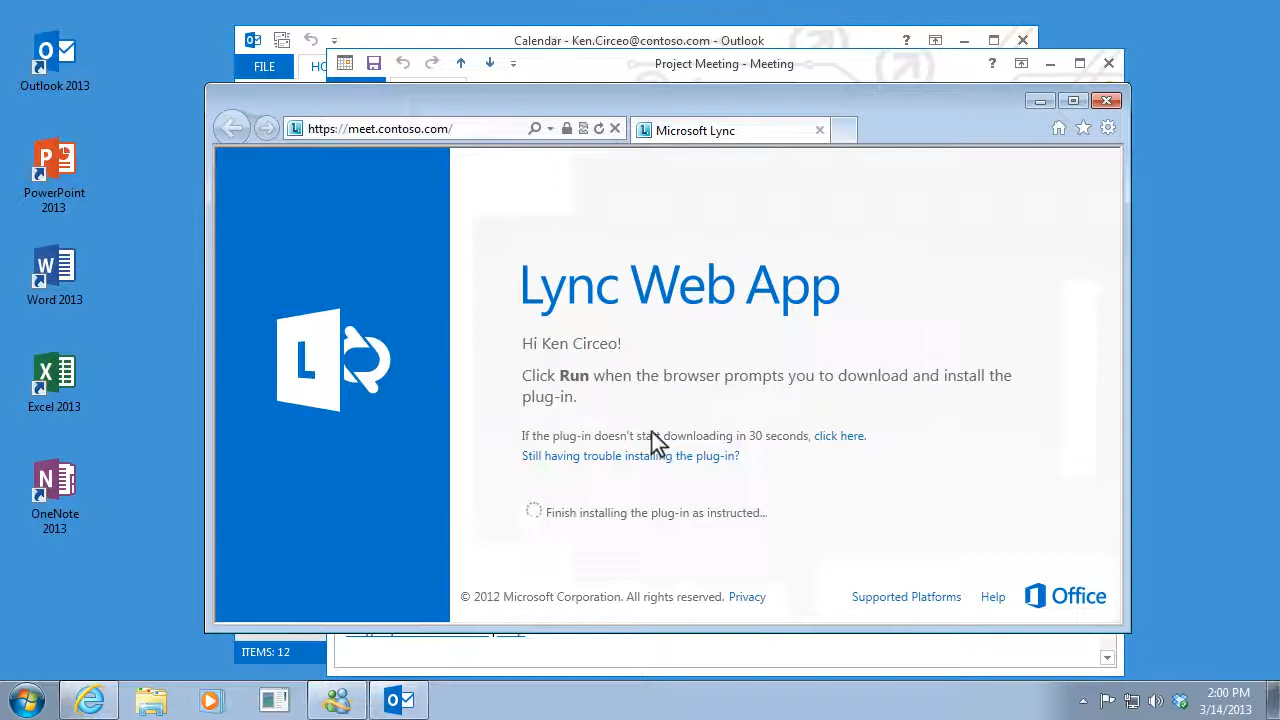 Outlook 2013
PowerPoint
2013
Word 2013
Excel 2013
OneNote
2013
Calendar - Ken.Circeo@contoso.com - Outlook
FILE
HO
Project Meeting - Meeting
https://meet.contoso.com/
Microsoft Lync
Lync Web App
Hi Ken Circeo!
Click Run when the browser prompts you to download and install the
plug-in.
If the plug-in doesn't start downloading in 30 seconds, click here.
Still having trouble installing the plug-in?
Finish installing the plug-in as instructed...
© 2012 Microsoft Corporation. All rights reserved. Privacy
Supported Platforms
Help
Office
ITEMS: 12
2:00 PM
3/14/2013